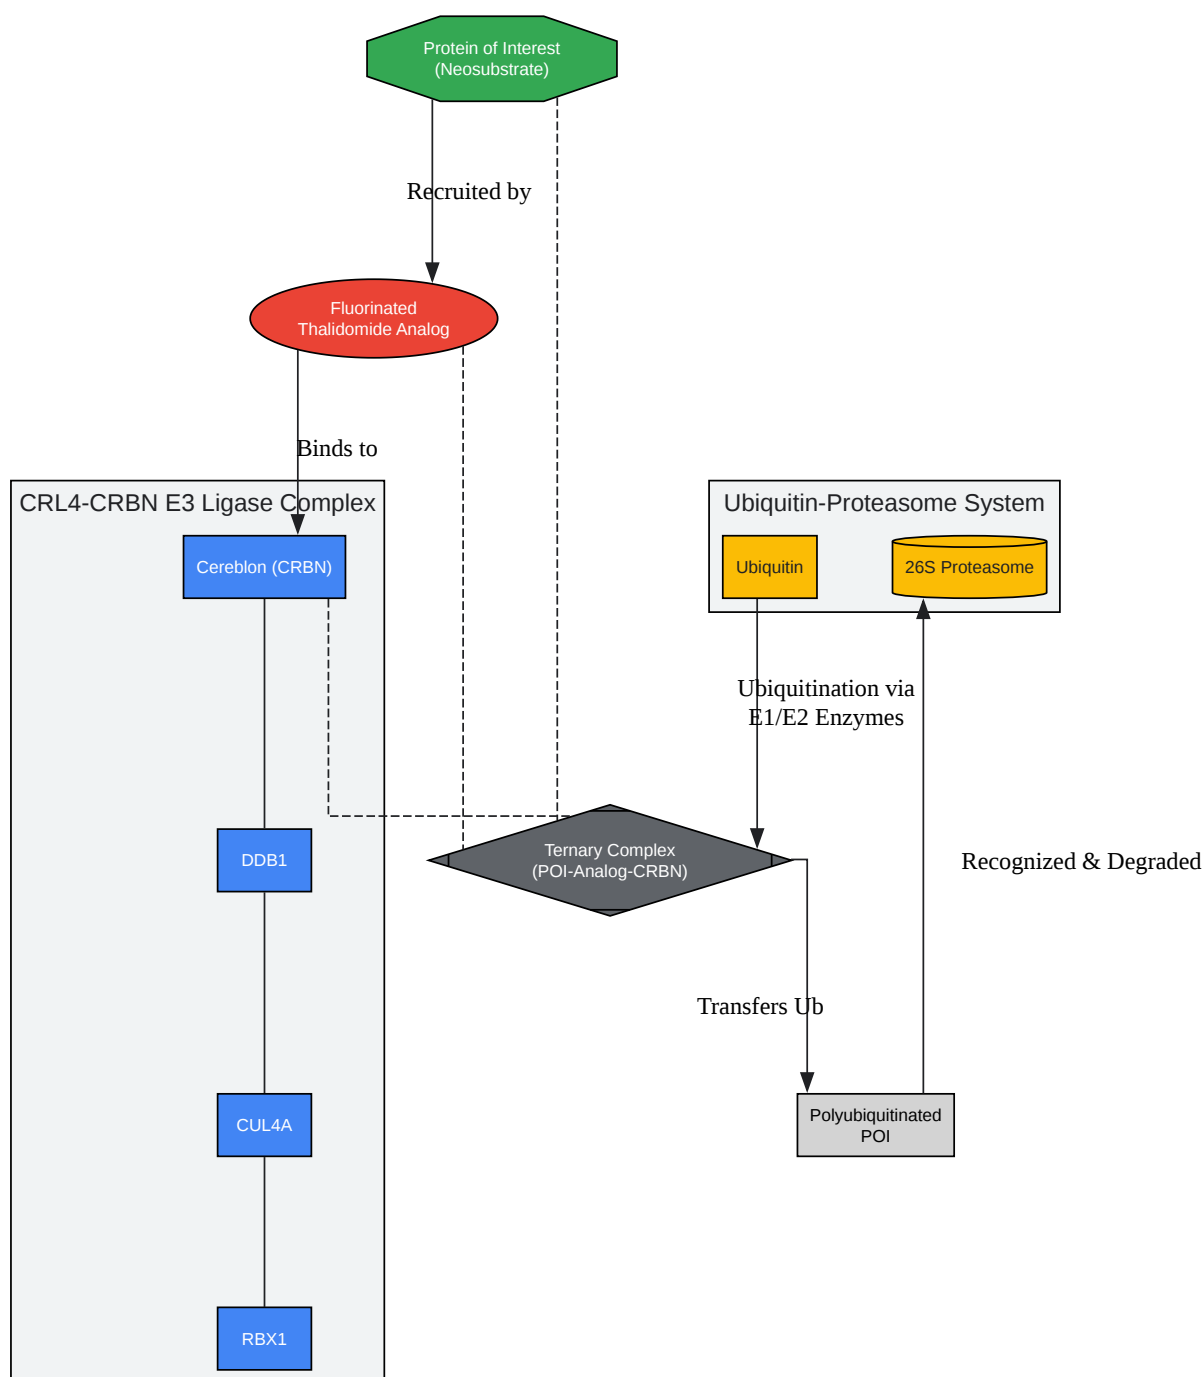 Protein of Interest
(Neosubstrate)
Recruited by
Fluorinated
Thalidomide Analog
Binds to
CRL4-CRBN E3 Ligase Complex
Cereblon (CRBN)
Ubiquitin-Proteasome System
Ubiquitin
26S Proteasome
Ubiquitination via
E1/E2 Enzymes
DDB1
Ternary Complex
(POI-Analog-CRBN)
Recognized & Degraded
Transfers Ub
CUL4A
Polyubiquitinated
POI
RBX1